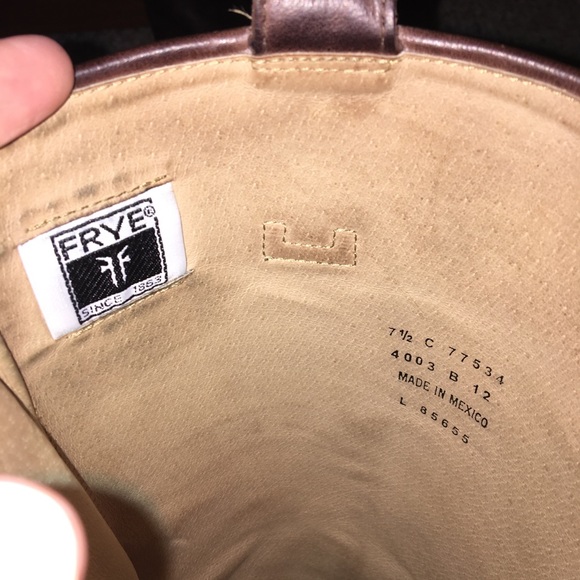 FRYE®
SINCE 1863
7½ C 77534
4003 B 12
MADE IN MEXICO
L 85655